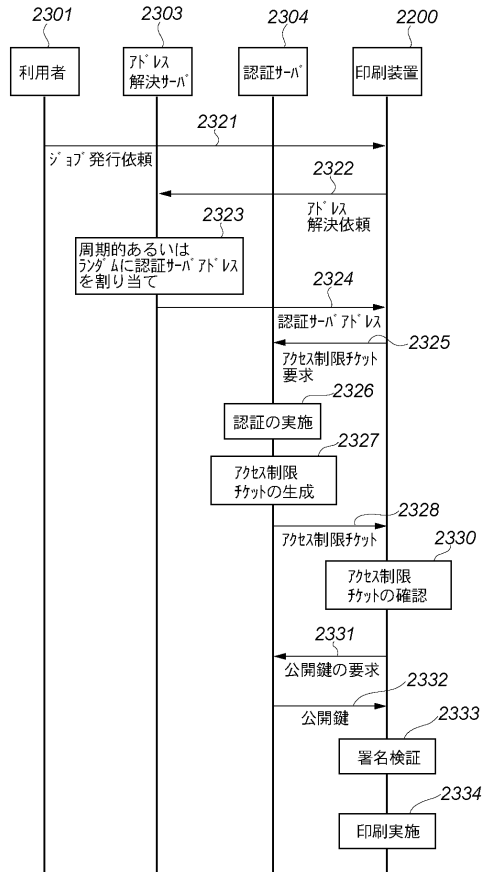 2301
2303
2304
2200
利用者
ｱﾄﾞﾚｽ
解決ｻｰﾊﾞ
認証ｻｰﾊﾞ
印刷装置
2321
ｼﾞｮﾌﾞ発行依頼
2322
ｱﾄﾞﾚｽ
解決依頼
2323
周期的あるいは
ﾗﾝﾀﾞﾑに認証ｻｰﾊﾞｱﾄﾞﾚｽ
を割り当て
2324
認証ｻｰﾊﾞｱﾄﾞﾚｽ
2325
ｱｸｾｽ制限ﾁｹｯﾄ
要求
2326
認証の実施
2327
ｱｸｾｽ制限
ﾁｹｯﾄの生成
2328
ｱｸｾｽ制限ﾁｹｯﾄ
2330
ｱｸｾｽ制限
ﾁｹｯﾄの確認
2331
公開鍵の要求
2332
公開鍵
2333
署名検証
2334
印刷実施